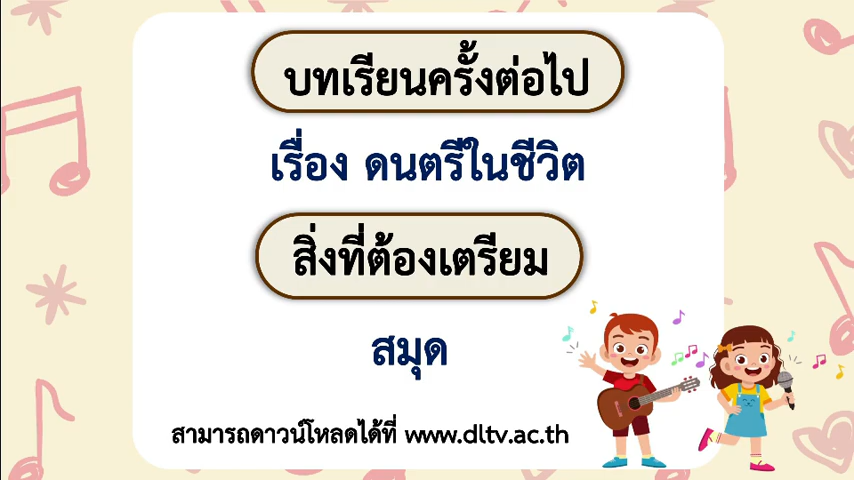 บทเรียนครั้งต่อไป
เรื่อง ดนตรีในชีวิต
สิ่งที่ต้องเตรียม
สมุด
สามารถดาวน์โหลดได้ที่ www.dltv.ac.th